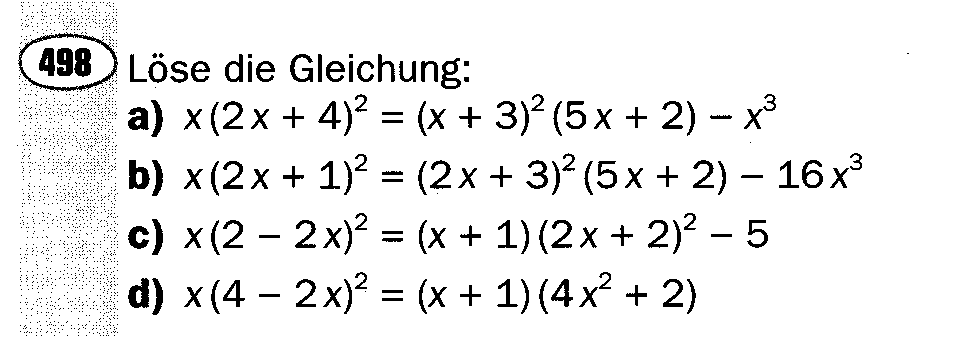 498 Löse die Gleichung:
a) x(2x + 4)² = (x + 3)²(5x + 2) – x³
b) x(2x + 1)² = (2x + 3)²(5x + 2) – 16x³
c) x(2 – 2x)² = (x + 1)(2x + 2)² – 5
d) x(4 – 2x)² = (x + 1)(4x² + 2)